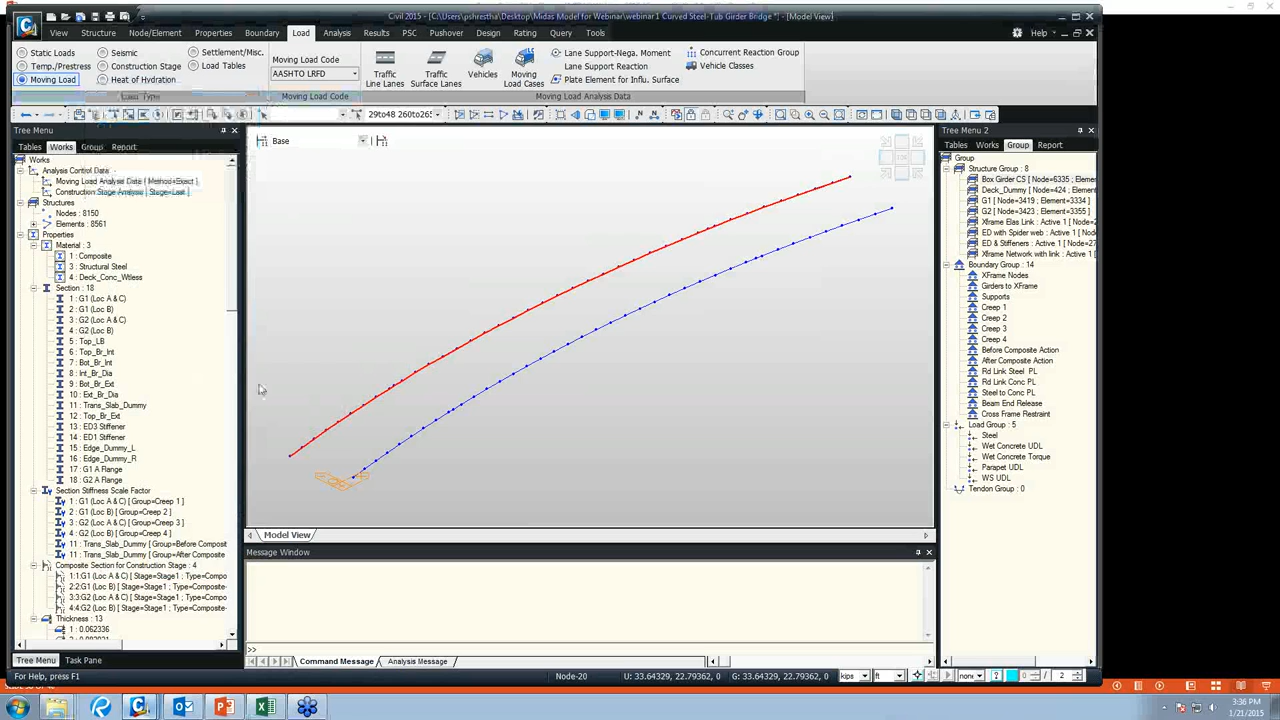 Civil 2015 - [C:\Users\pshrestha\Desktop\Midas Model for Webinar\webinar 1 Curved Steel-Tub Girder Bridge *] - [Model View]
View Structure Node/Element Properties Boundary Load Analysis Results PSC Pushover Design Rating Query Tools Help
Static Loads Seismic Settlement/Misc.
Temp./Prestress Construction Stage Load Tables
Moving Load Heat of Hydration
Load Type
Moving Load Code
AASHTO LRFD
Moving Load Code
Traffic Line Lanes
Traffic Surface Lanes
Vehicles
Moving Load Cases
Lane Support-Nega. Moment
Lane Support Reaction
Plate Element for Influ. Surface
Concurrent Reaction Group
Vehicle Classes
Moving Load Analysis Data
29to48 260to265
Tree Menu
Tables Works Group Report
Works
Analysis Control Data
Moving Load Analysis Data [ Method=Exact ]
Construction Stage Analysis [ Stage=Last ]
Structures
Nodes : 8150
Elements : 8561
Properties
Material : 3
1 : Composite
3 : Structural Steel
4 : Deck_Conc_Wtless
Section : 18
1 : G1 (Loc A & C)
2 : G1 (Loc B)
3 : G2 (Loc A & C)
4 : G2 (Loc B)
5 : Top_LB
6 : Top_Br_Int
7 : Bot_Br_Int
8 : Int_Br_Dia
9 : Bot_Br_Ext
10 : Ext_Br_Dia
11 : Trans_Slab_Dummy
12 : Top_Br_Ext
13 : ED3 Stiffener
14 : ED1 Stiffener
15 : Edge_Dummy_L
16 : Edge_Dummy_R
17 : G1 A Range
18 : G2 A Range
Section Stiffness Scale Factor
1 : G1 (Loc A & C) [ Group=Creep 1 ]
2 : G1 (Loc B) [ Group=Creep 2 ]
3 : G2 (Loc A & C) [ Group=Creep 3 ]
4 : G2 (Loc B) [ Group=Creep 4 ]
11 : Trans_Slab_Dummy [ Group=Before Composit
11 : Trans_Slab_Dummy [ Group=After Composite
Composite Section for Construction Stage : 4
1:1:G1 (Loc A & C) [ Stage=Stage1 ; Type=Compo
2:2:G1 (Loc B) [ Stage=Stage1 ; Type=Composite-
3:3:G2 (Loc A & C) [ Stage=Stage1 ; Type=Compo
4:4:G2 (Loc B) [ Stage=Stage1 ; Type=Composite-
Thickness : 13
1 : 0.062336
Tree Menu Task Pane
Base
Model View
Message Window
>>
Command Message Analysis Message
Tree Menu 2
Tables Works Group Report
Group
Structure Group : 8
Box Girder CS [ Node=6335 ; Element
Deck_Dummy [ Node=424 ; Element
G1 [ Node=3419 ; Element=3334 ]
G2 [ Node=3423 ; Element=3355 ]
Xframe Elas Link : Active 1 [ Node=2
ED with Spider web : Active 1 [ Node
ED & Stiffeners : Active 1 [ Node=27
Xframe Network with link : Active 1 [
Boundary Group : 14
XFrame Nodes
Girders to XFrame
Supports
Creep 1
Creep 2
Creep 3
Creep 4
Before Composite Action
After Composite Action
Rd Link Steel PL
Rd Link Conc PL
Steel to Conc PL
Beam End Release
Cross Frame Restraint
Load Group : 5
Steel
Wet Concrete UDL
Wet Concrete Torque
Parapet UDL
WS UDL
Tendon Group : 0
For Help, press F1 Node-20 U: 33.64329, 22.79362, 0 G: 33.64329, 22.79362, 0 kips ft non 0 / 2
3:36 PM
1/21/2015